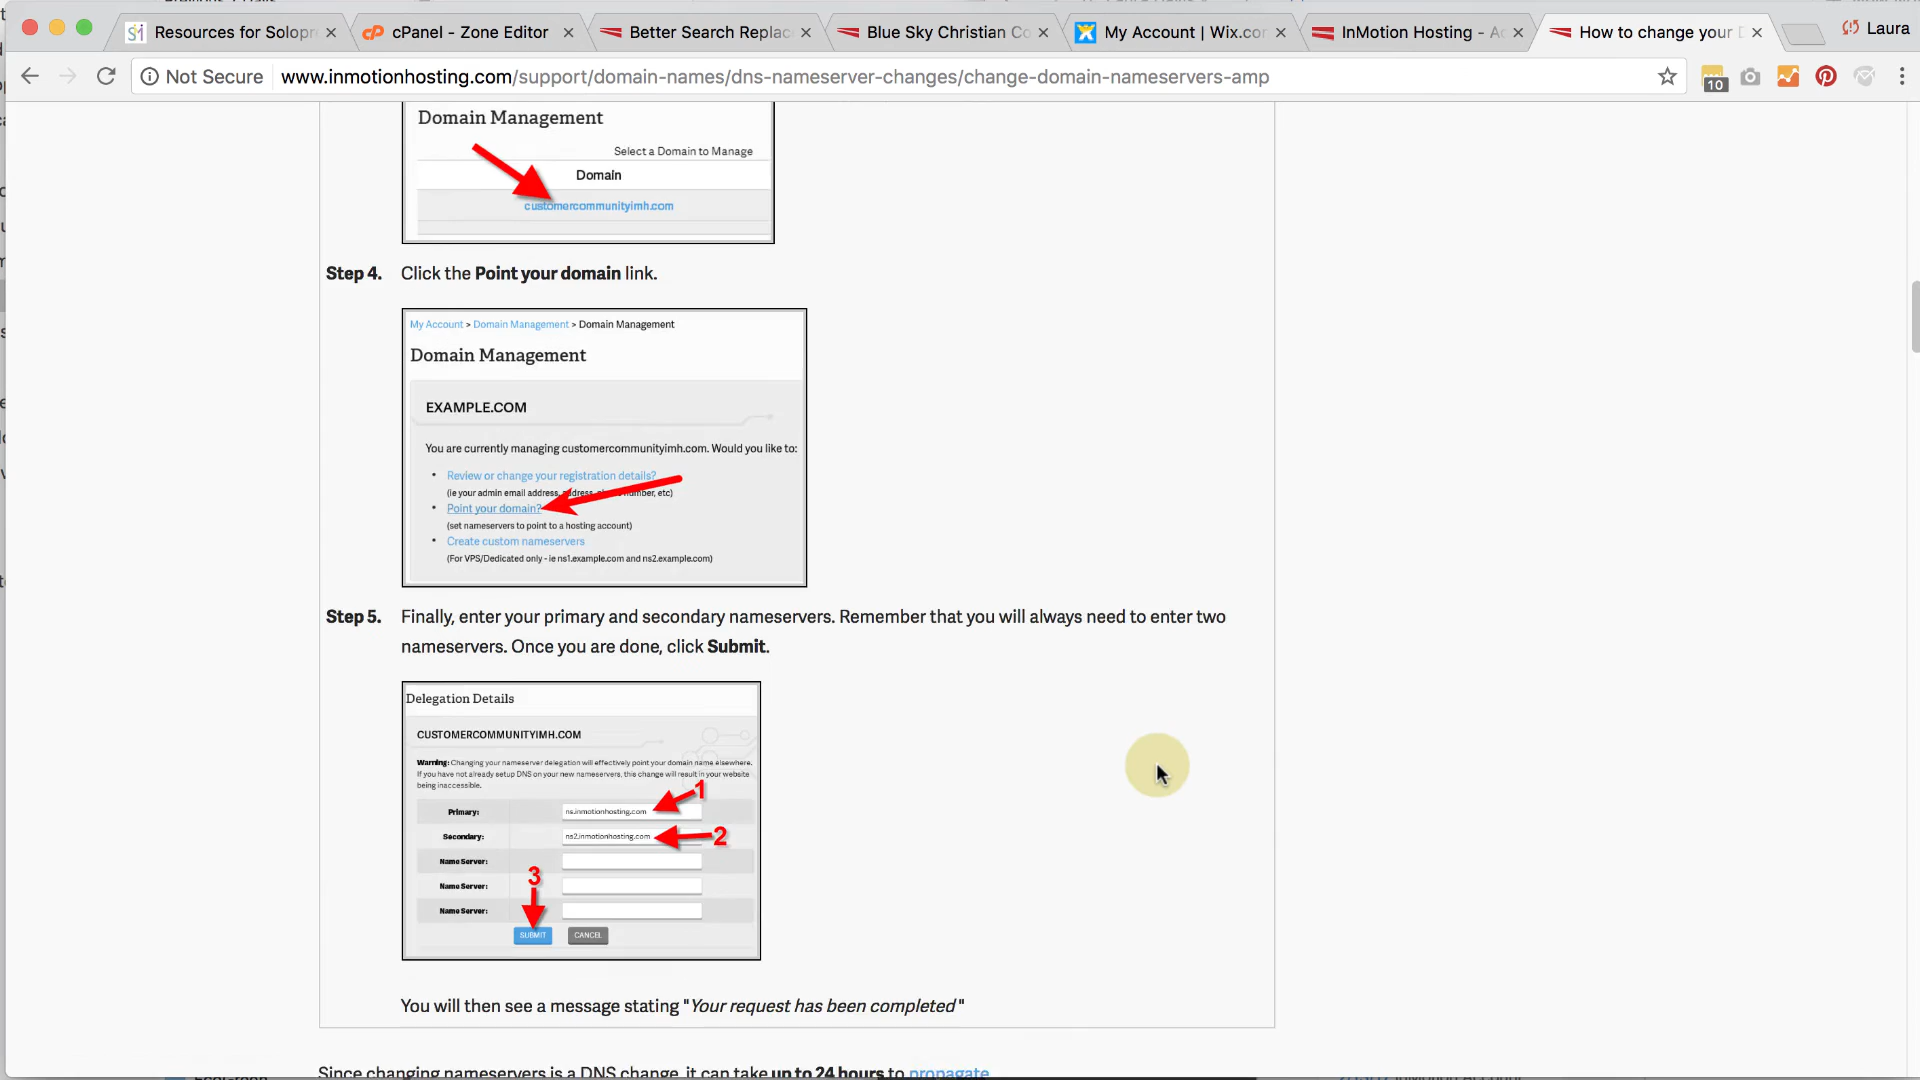 Resources for Solopre
cPanel - Zone Editor
Better Search Replac
Blue Sky Christian Co
My Account | Wix.com
InMotion Hosting - Ac
How to change your D
Laura
Not Secure
www.inmotionhosting.com/support/domain-names/dns-nameserver-changes/change-domain-nameservers-amp
10
Domain Management
Select a Domain to Manage
Domain
customercommunityimh.com
Step 4. Click the Point your domain link.
My Account > Domain Management > Domain Management
Domain Management
EXAMPLE.COM
You are currently managing customercommunityimh.com. Would you like to:
• Review or change your registration details?
(ie your admin email address, address, phone number, etc)
• Point your domain?
(set nameservers to point to a hosting account)
• Create custom nameservers
(For VPS/Dedicated only - ie ns1.example.com and ns2.example.com)
Step 5. Finally, enter your primary and secondary nameservers. Remember that you will always need to enter two
nameservers. Once you are done, click Submit.
Delegation Details
CUSTOMERCOMMUNITYIMH.COM
Warning: Changing your nameserver delegation will effectively point your domain name elsewhere.
If you have not already setup DNS on your new nameservers, this change will result in your website
being inaccessible.
1
Primary: ns.inmotionhosting.com
Secondary: ns2.inmotionhosting.com 2
Name Server:
3
Name Server:
Name Server:
SUBMIT CANCEL
You will then see a message stating "Your request has been completed"
Since changing nameservers is a DNS change, it can take up to 24 hours to propagate